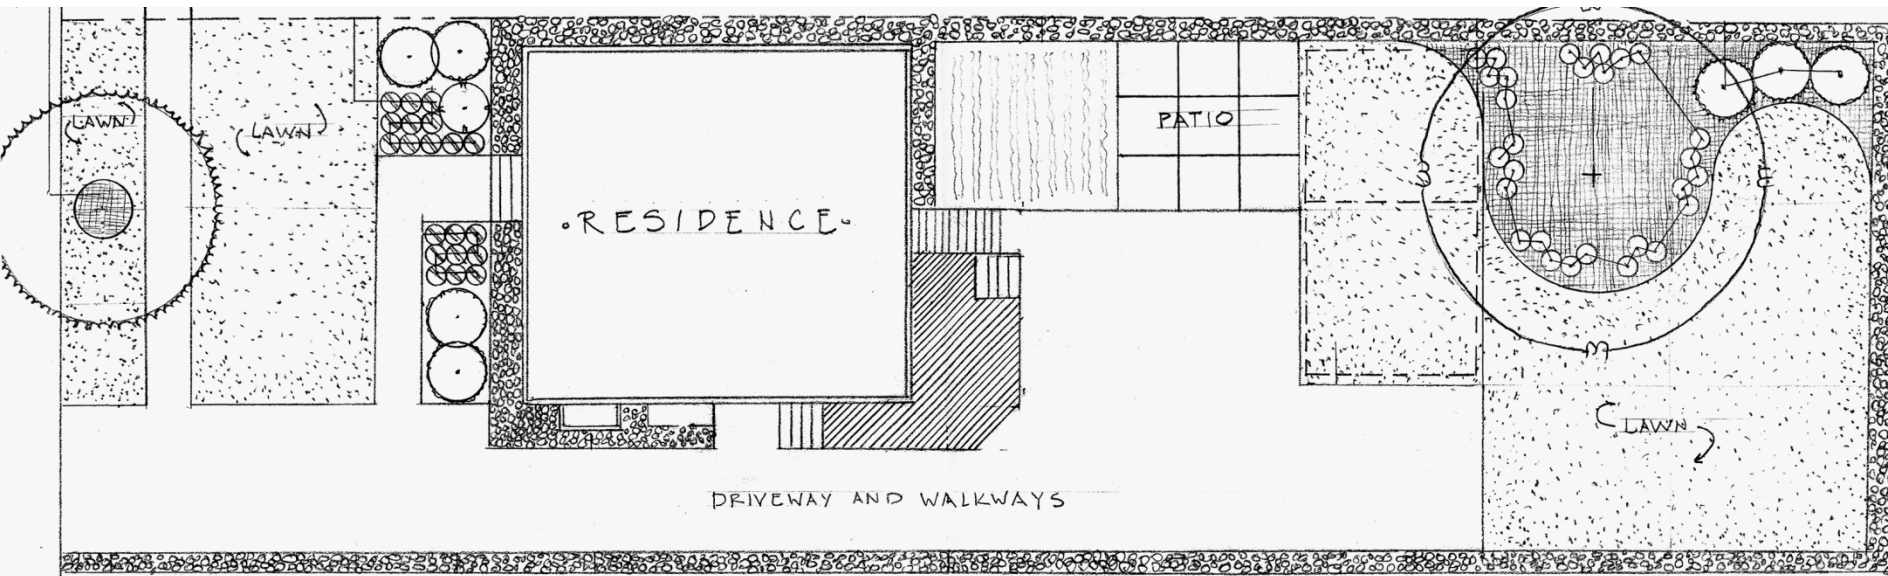 LAWN
LAWN
PATIO
·RESIDENCE·
LAWN
DRIVEWAY AND WALKWAYS